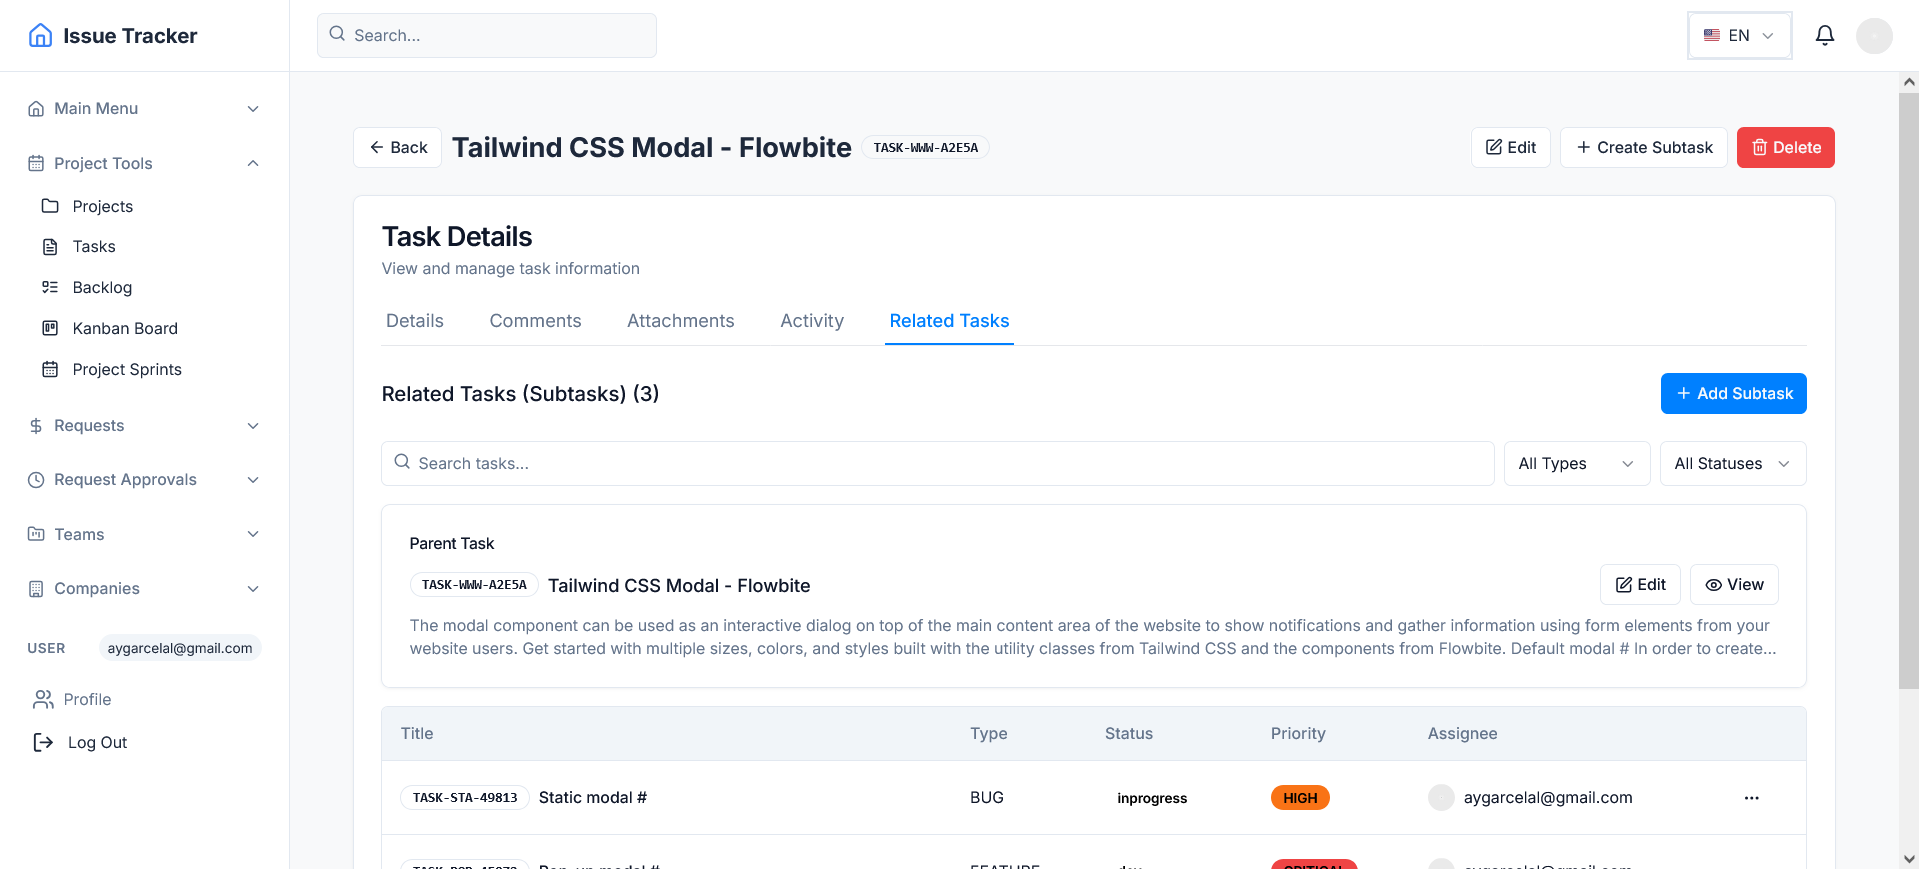 Issue Tracker
Search...
EN
Main Menu
Project Tools
Projects
Tasks
Backlog
Kanban Board
Project Sprints
Requests
Request Approvals
Teams
Companies
USER aygarcelal@gmail.com
Profile
Log Out
Back Tailwind CSS Modal - Flowbite TASK-WWW-A2E5A
Edit Create Subtask Delete
Task Details
View and manage task information
Details Comments Attachments Activity Related Tasks
Related Tasks (Subtasks) (3)
Add Subtask
Search tasks... All Types All Statuses
Parent Task
TASK-WWW-A2E5A Tailwind CSS Modal - Flowbite
Edit View
The modal component can be used as an interactive dialog on top of the main content area of the website to show notifications and gather information using form elements from your
website users. Get started with multiple sizes, colors, and styles built with the utility classes from Tailwind CSS and the components from Flowbite. Default modal # In order to create...
Title Type Status Priority Assignee
TASK-STA-49813 Static modal # BUG inprogress HIGH aygarcelal@gmail.com ...
FEATURE CRITICAL aygarcelal@gmail.com